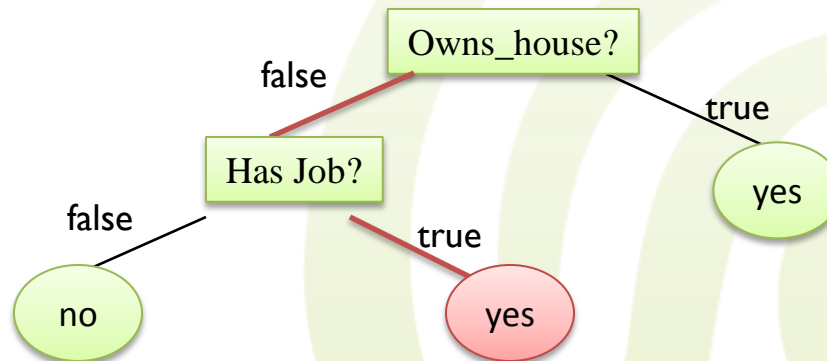 Owns_house?
false
true
Has Job?
yes
false
true
no
yes